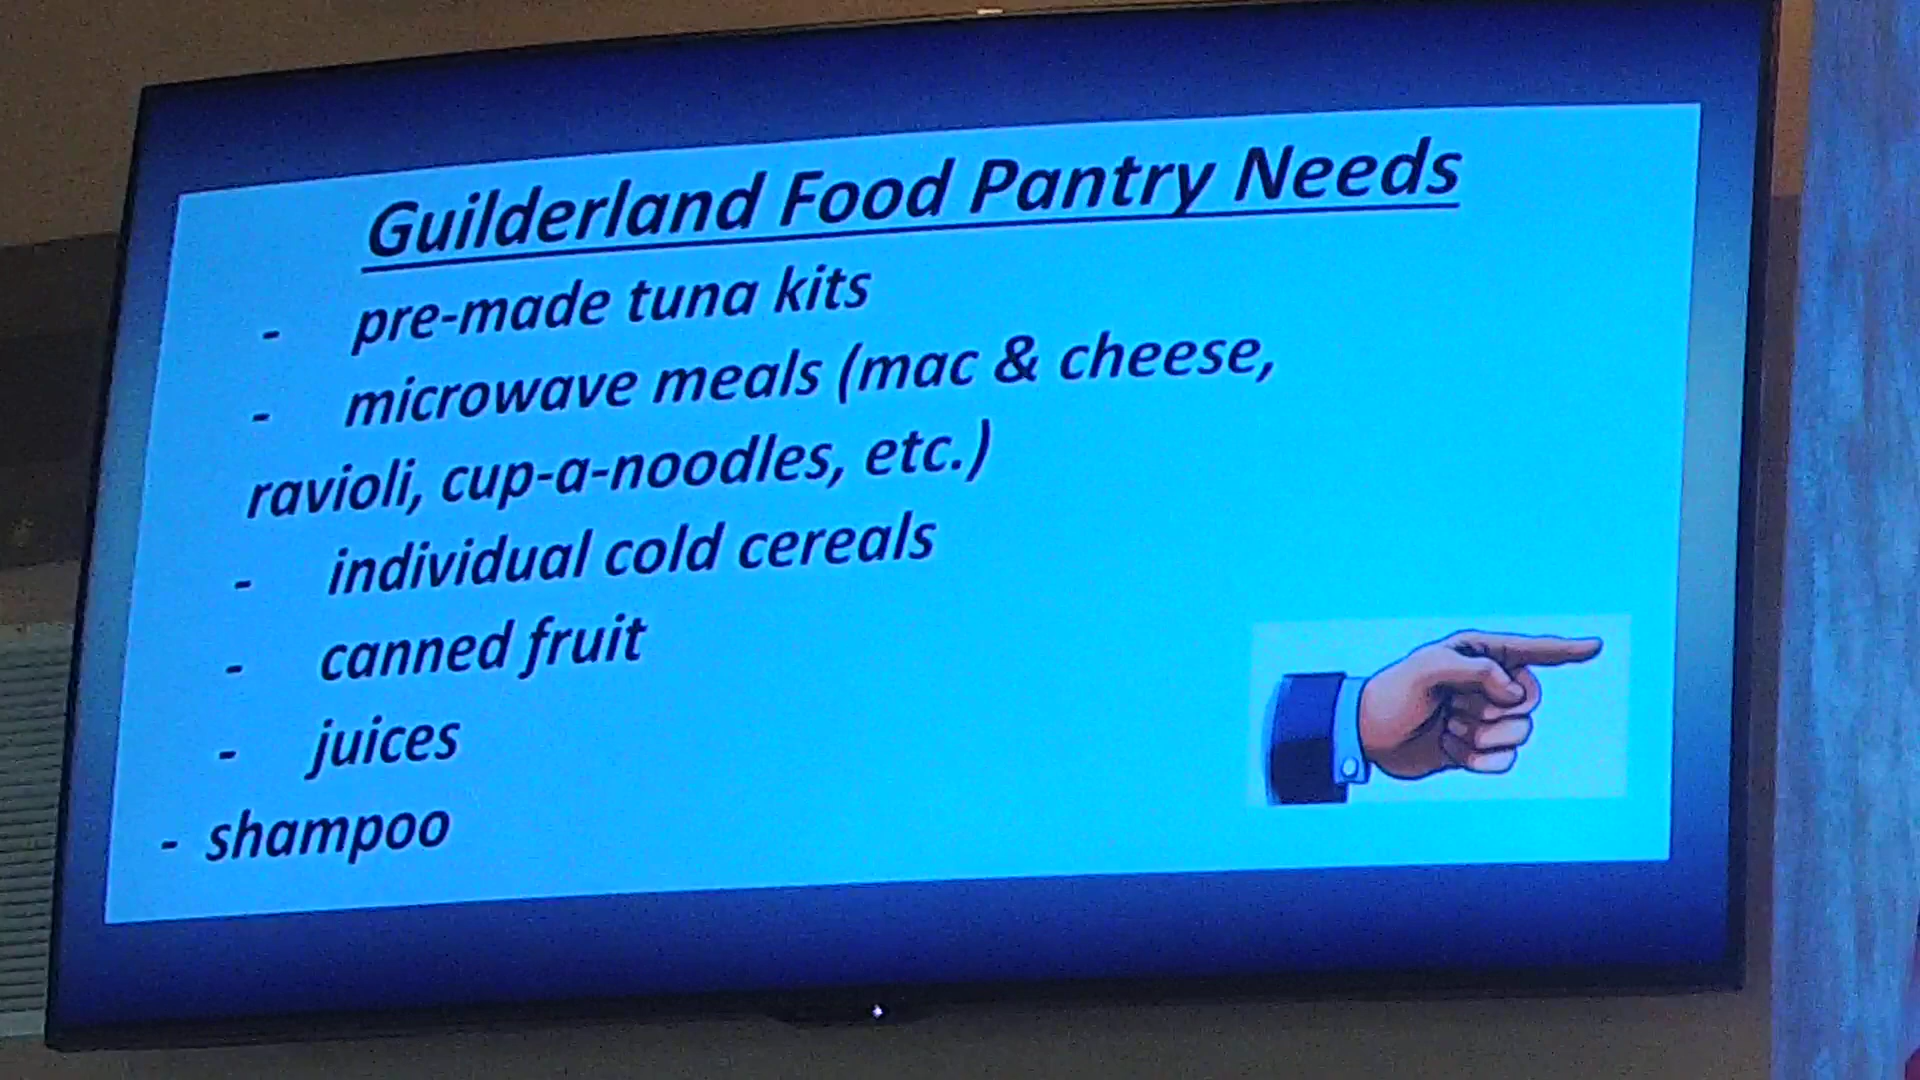 Guilderland Food Pantry Needs
- pre-made tuna kits
- microwave meals (mac & cheese,
ravioli, cup-a-noodles, etc.)
- individual cold cereals
- canned fruit
- juices
- shampoo